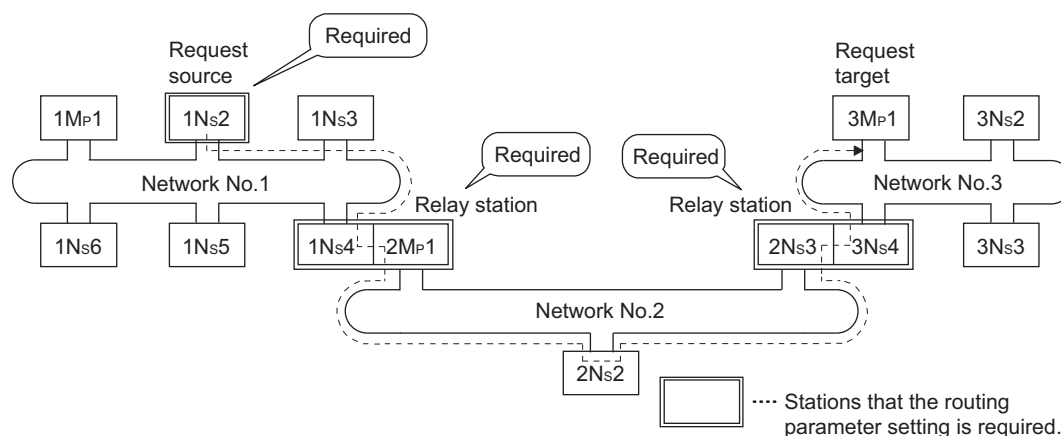 Required
Request
source
Request
target
1MP1
1NS2
1NS3
3MP1
3NS2
Required
Required
Network No.1
Network No.3
Relay station
Relay station
1NS6
1NS5
1NS4
2MP1
2NS3
3NS4
3NS3
Network No.2
2NS2
Stations that the routing
parameter setting is required.